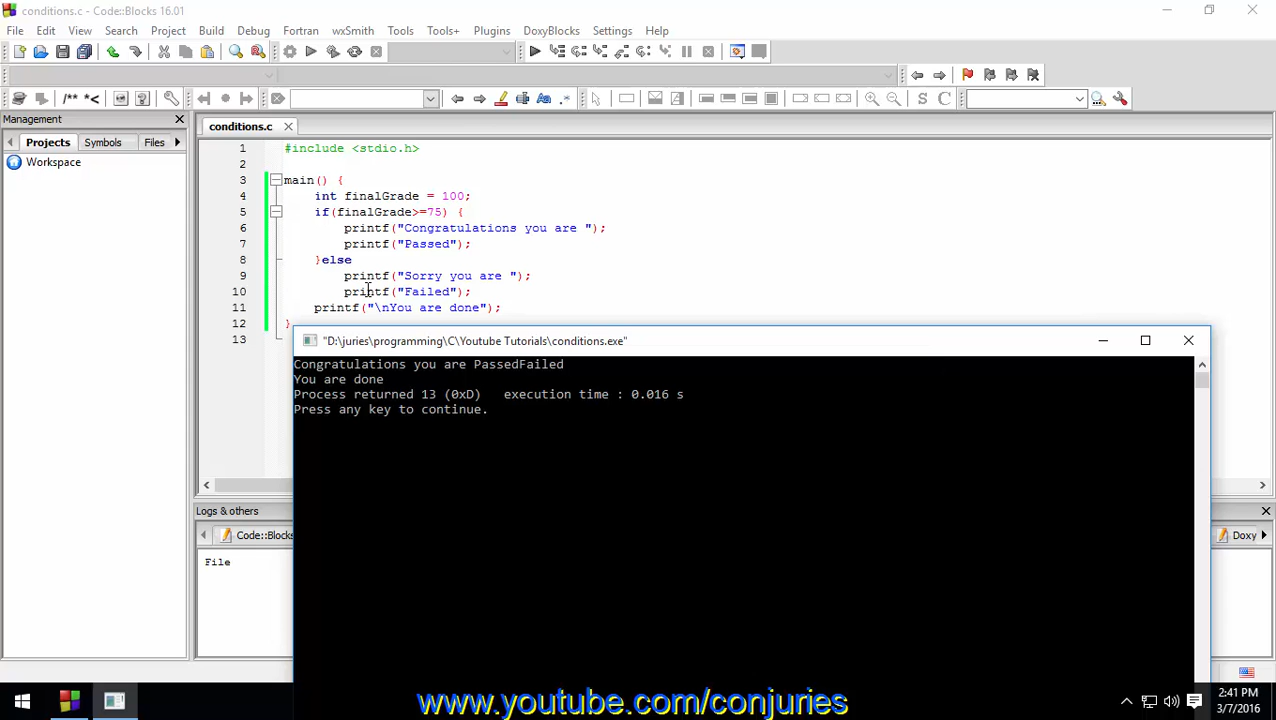 conditions.c - Code::Blocks 16.01
File Edit View Search Project Build Debug Fortran wxSmith Tools Tools+ Plugins DoxyBlocks Settings Help
/** *<
S C
Management
conditions.c
Projects Symbols Files
Workspace
1 #include <stdio.h>
2
3 main() {
4 int finalGrade = 100;
5 if(finalGrade>=75) {
6 printf("Congratulations you are ");
7 printf("Passed");
8 }else
9 printf("Sorry you are ");
10 printf("Failed");
11 printf("\nYou are done");
12 }
13
"D:\juries\programming\C\Youtube Tutorials\conditions.exe"
Congratulations you are PassedFailed
You are done
Process returned 13 (0xD) execution time : 0.016 s
Press any key to continue.
Logs & others
Code::Blocks
Doxy
File
www.youtube.com/conjuries
2:41 PM
3/7/2016